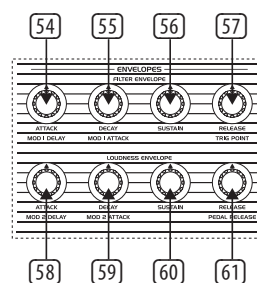 54 55 56 57
ENVELOPES
FILTER ENVELOPE
ATTACK DECAY SUSTAIN RELEASE
MOD 1 DELAY MOD 1 ATTACK TRIG POINT
LOUDNESS ENVELOPE
ATTACK DECAY SUSTAIN RELEASE
MOD 2 DELAY MOD 2 ATTACK PEDAL RELEASE
58 59 60 61